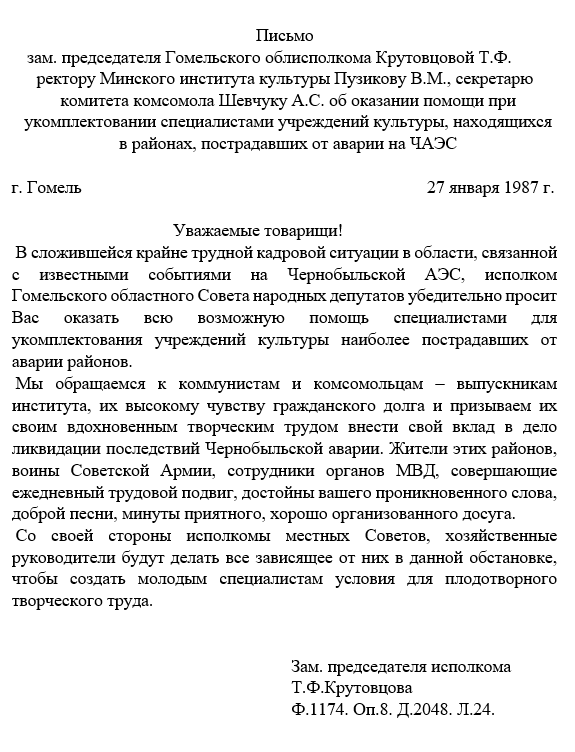 Письмо
зам. председателя Гомельского облисполкома Крутовцовой Т.Ф.
ректору Минского института культуры Пузикову В.М., секретарю
комитета комсомола Шевчуку А.С. об оказании помощи при
укомплектовании специалистами учреждений культуры, находящихся
в районах, пострадавших от аварии на ЧАЭС
г. Гомель 27 января 1987 г.
Уважаемые товарищи!
В сложившейся крайне трудной кадровой ситуации в области, связанной
с известными событиями на Чернобыльской АЭС, исполком
Гомельского областного Совета народных депутатов убедительно просит
Вас оказать всю возможную помощь специалистами для
укомплектования учреждений культуры наиболее пострадавших от
аварии районов.
Мы обращаемся к коммунистам и комсомольцам – выпускникам
института, их высокому чувству гражданского долга и призываем их
своим вдохновенным творческим трудом внести свой вклад в дело
ликвидации последствий Чернобыльской аварии. Жители этих районов,
воины Советской Армии, сотрудники органов МВД, совершающие
ежедневный трудовой подвиг, достойны вашего проникновенного слова,
доброй песни, минуты приятного, хорошо организованного досуга.
Со своей стороны исполкомы местных Советов, хозяйственные
руководители будут делать все зависящее от них в данной обстановке,
чтобы создать молодым специалистам условия для плодотворного
творческого труда.
Зам. председателя исполкома
Т.Ф.Крутовцова
Ф.1174. Оп.8. Д.2048. Л.24.